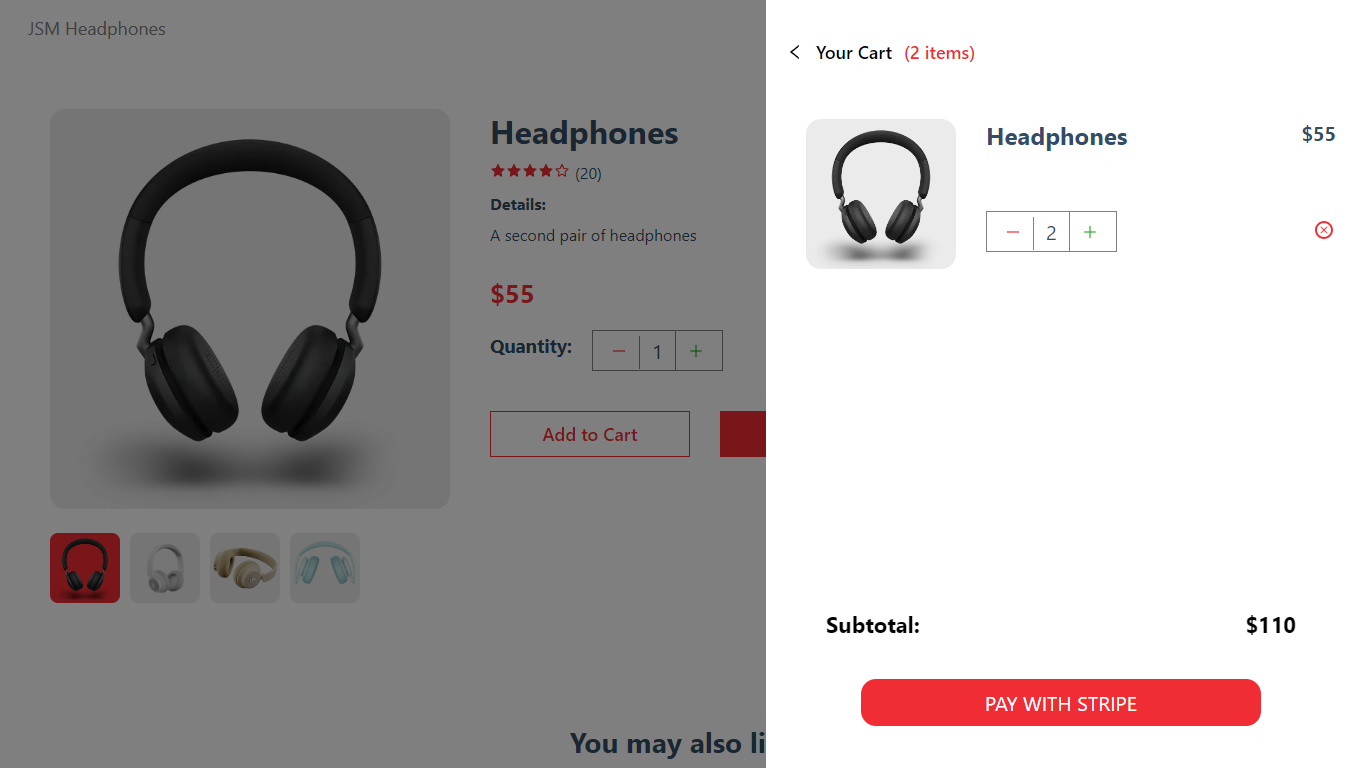 JSM Headphones
Headphones
(20)
Details:
A second pair of headphones
$55
Quantity: − 1 +
Add to Cart
You may also li
Your Cart (2 items)
Headphones $55
− 2 +
Subtotal: $110
PAY WITH STRIPE